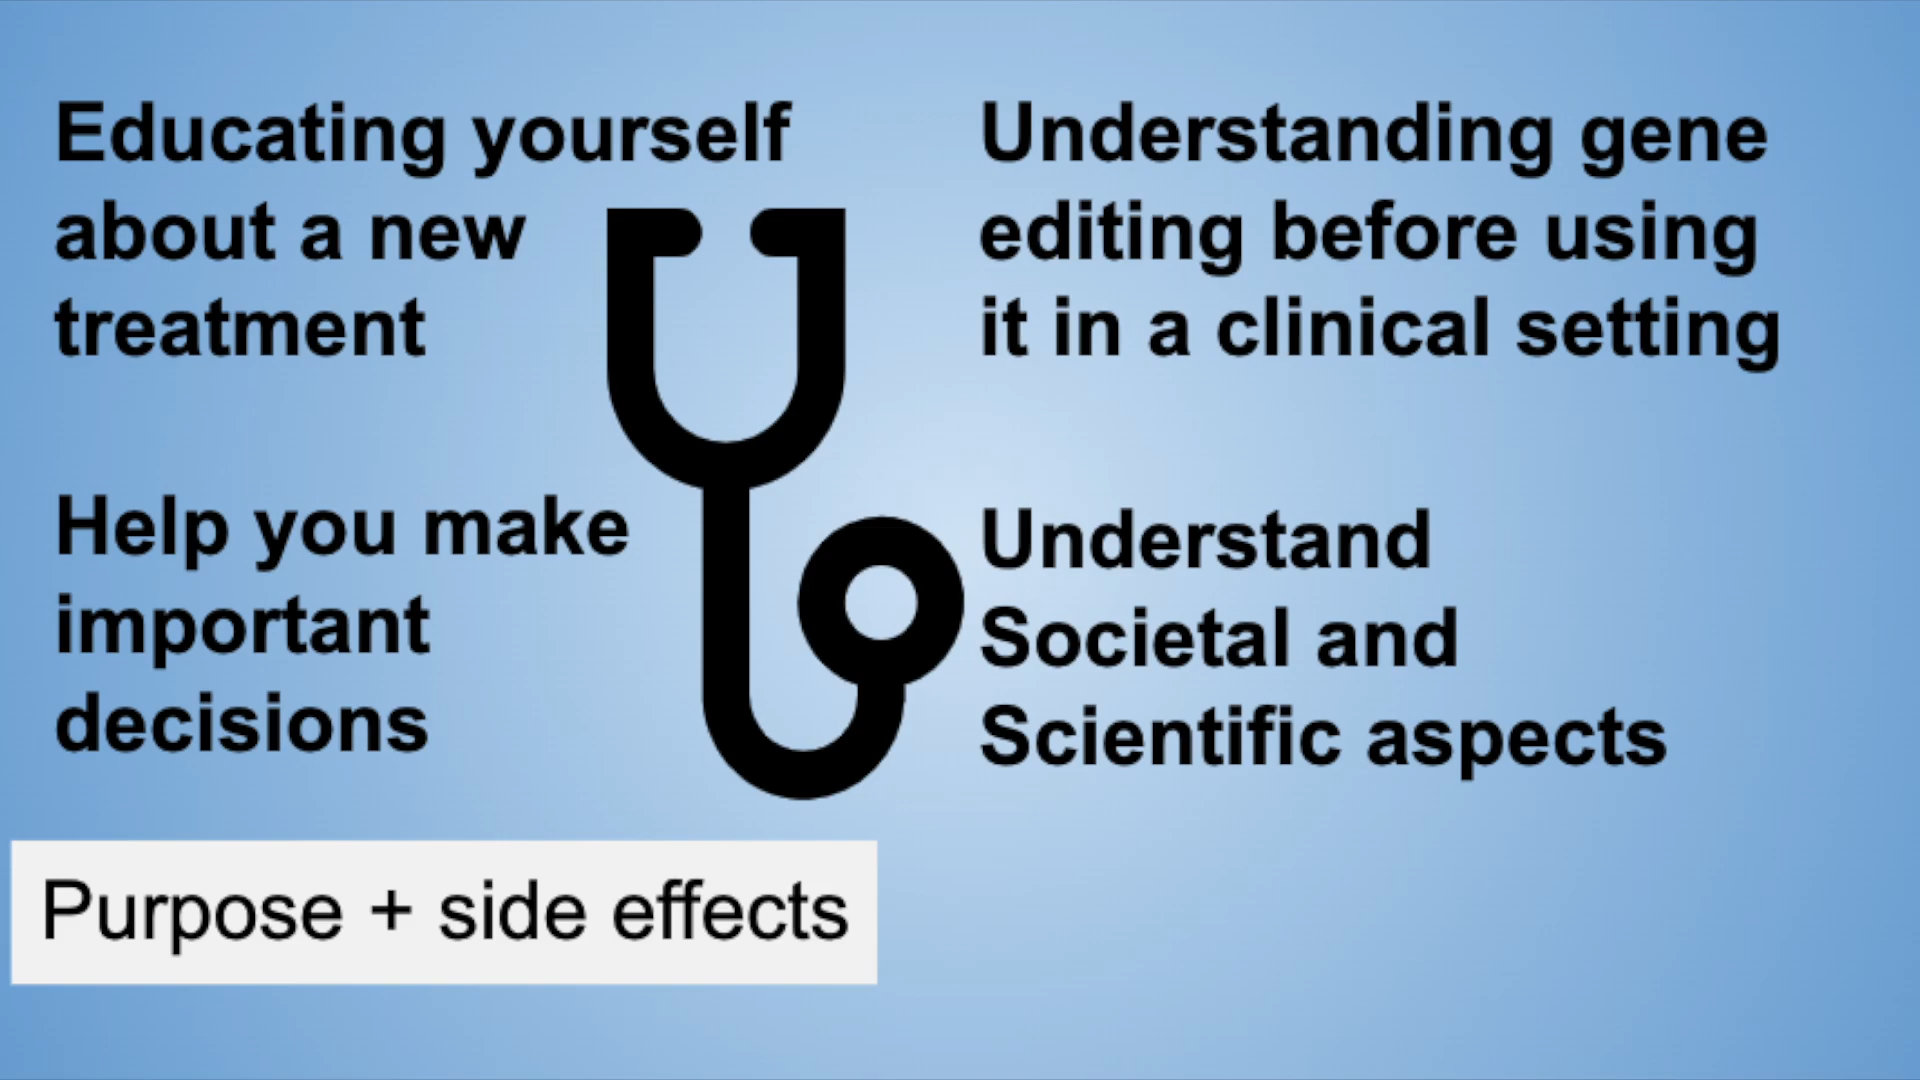 Educating yourself
about a new
treatment
Help you make
important
decisions
Purpose + side effects
Understanding gene
editing before using
it in a clinical setting
Understand
Societal and
Scientific aspects